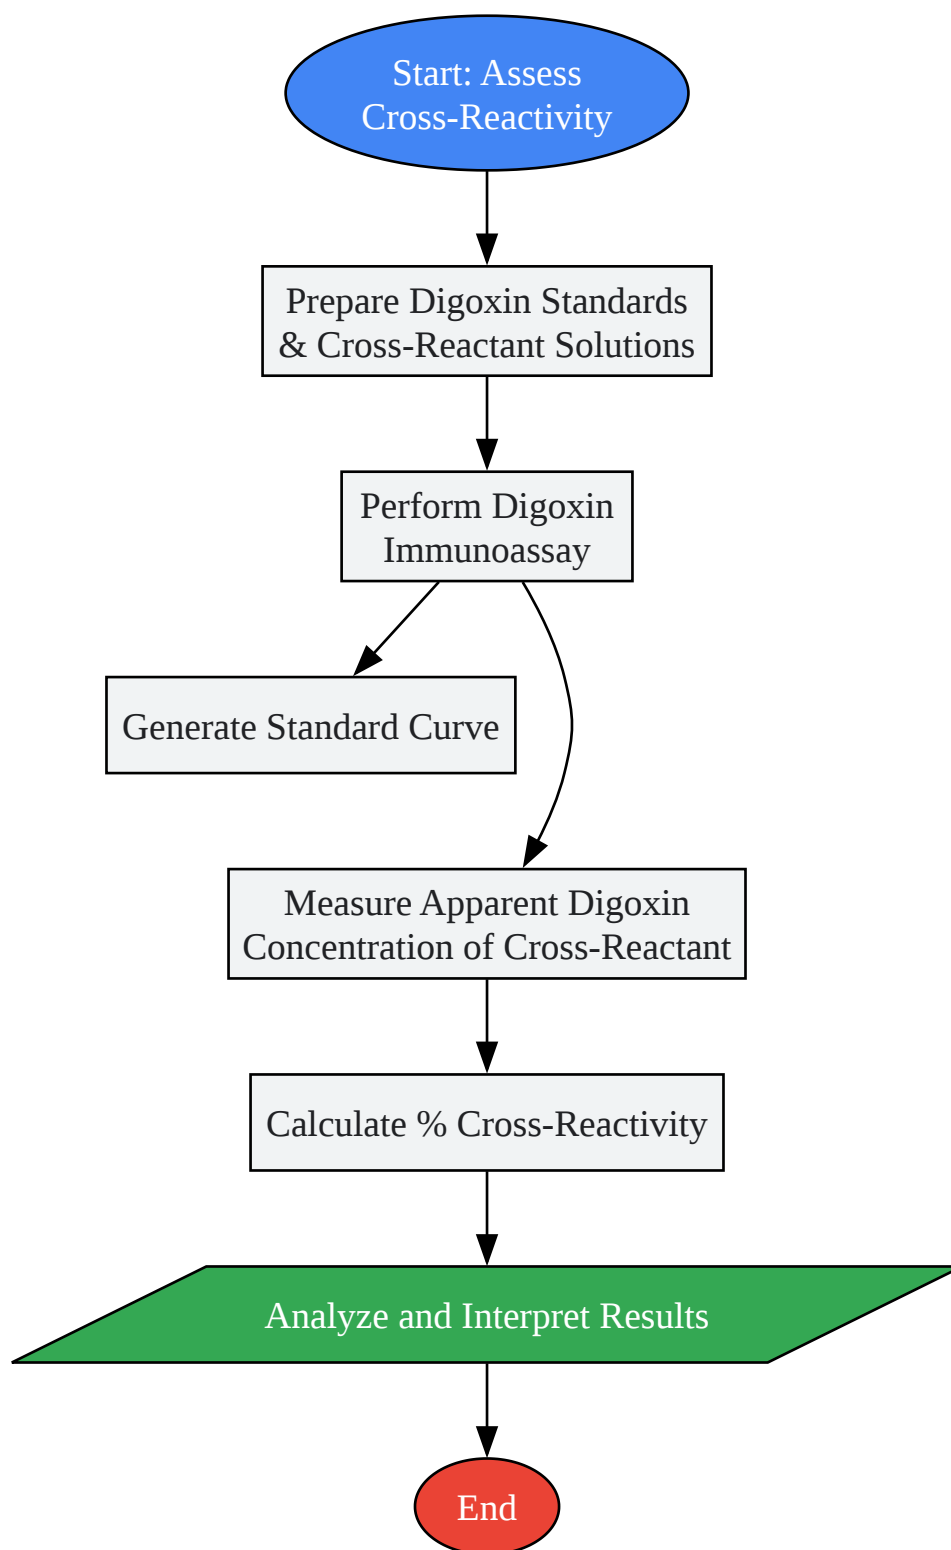 Start: Assess
Cross-Reactivity
Prepare Digoxin Standards
& Cross-Reactant Solutions
Perform Digoxin
Immunoassay
Generate Standard Curve
Measure Apparent Digoxin
Concentration of Cross-Reactant
Calculate % Cross-Reactivity
Analyze and Interpret Results
End